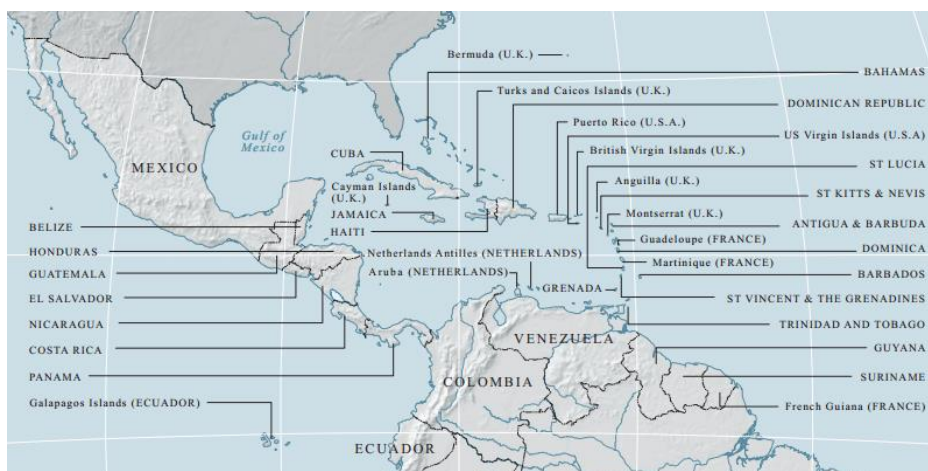 Bermuda (U.K.)
BAHAMAS
Turks and Caicos Islands (U.K.)
DOMINICAN REPUBLIC
Puerto Rico (U.S.A.)
Gulf of
Mexico
US Virgin Islands (U.S.A)
CUBA
British Virgin Islands (U.K.)
MEXICO
ST LUCIA
Cayman Islands
(U.K.)
Anguilla (U.K.)
ST KITTS & NEVIS
JAMAICA
Montserrat (U.K.)
BELIZE
HAITI
ANTIGUA & BARBUDA
Guadeloupe (FRANCE)
HONDURAS
Netherlands Antilles (NETHERLANDS)
DOMINICA
Martinique (FRANCE)
GUATEMALA
Aruba (NETHERLANDS)
BARBADOS
GRENADA
EL SALVADOR
ST VINCENT & THE GRENADINES
NICARAGUA
TRINIDAD AND TOBAGO
VENEZUELA
COSTA RICA
GUYANA
PANAMA
COLOMBIA
SURINAME
Galapagos Islands (ECUADOR)
French Guiana (FRANCE)
ECUADOR